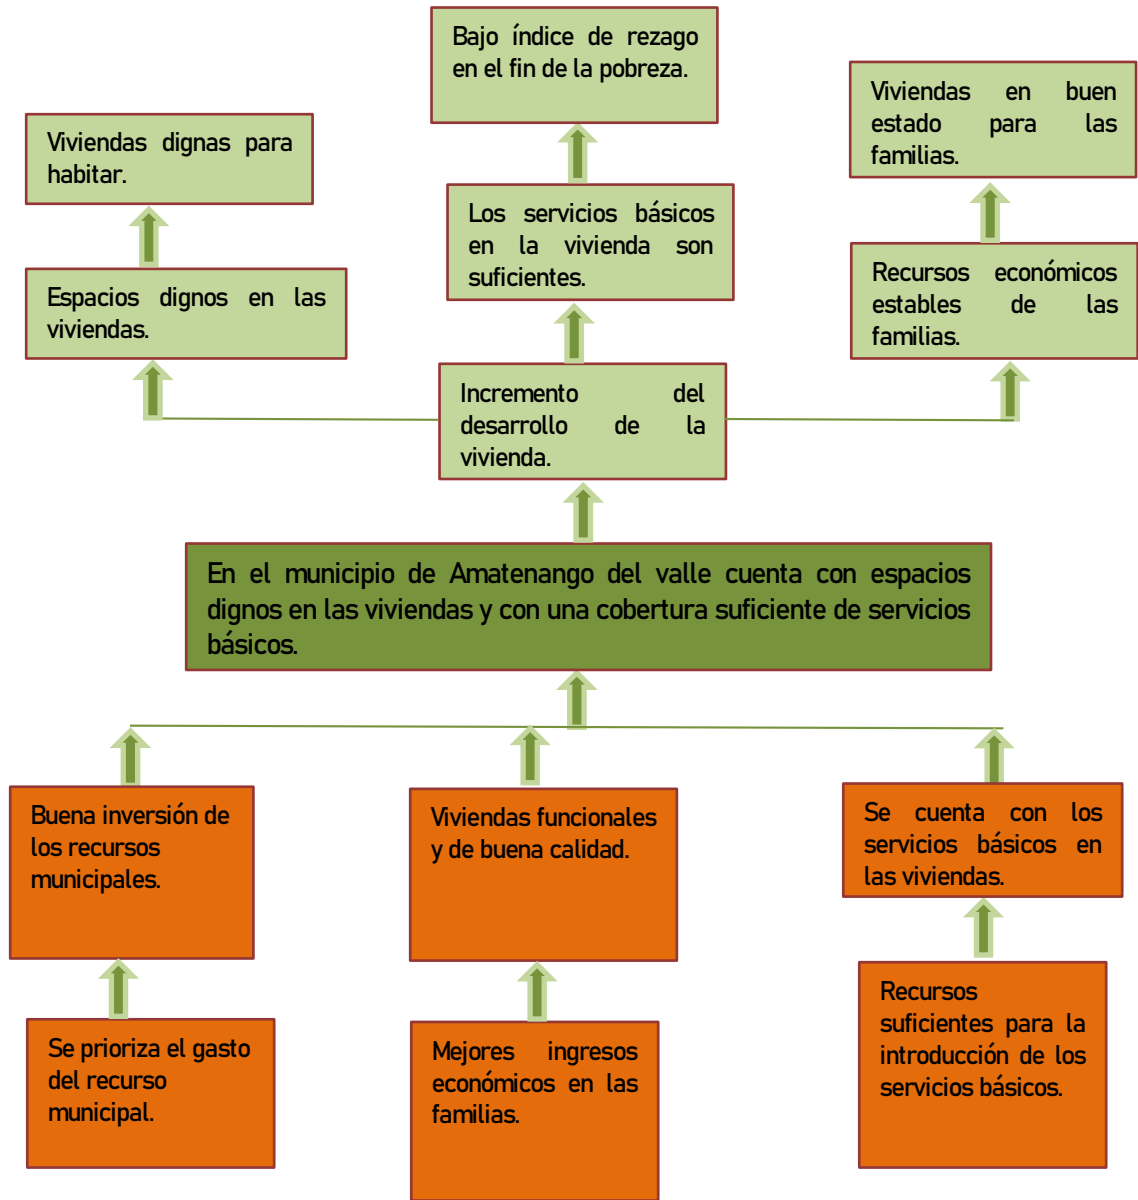 Bajo índice de rezago
en el fin de la pobreza.
Viviendas en buen
estado para las
familias.
Viviendas dignas para
habitar.
Los servicios básicos
en la vivienda son
suficientes.
Recursos económicos
estables de las
familias.
Espacios dignos en las
viviendas.
Incremento del
desarrollo de la
vivienda.
En el municipio de Amatenango del valle cuenta con espacios
dignos en las viviendas y con una cobertura suficiente de servicios
básicos.
Buena inversión de
los recursos
municipales.
Viviendas funcionales
y de buena calidad.
Se cuenta con los
servicios básicos en
las viviendas.
Se prioriza el gasto
del recurso
municipal.
Mejores ingresos
económicos en las
familias.
Recursos
suficientes para la
introducción de los
servicios básicos.